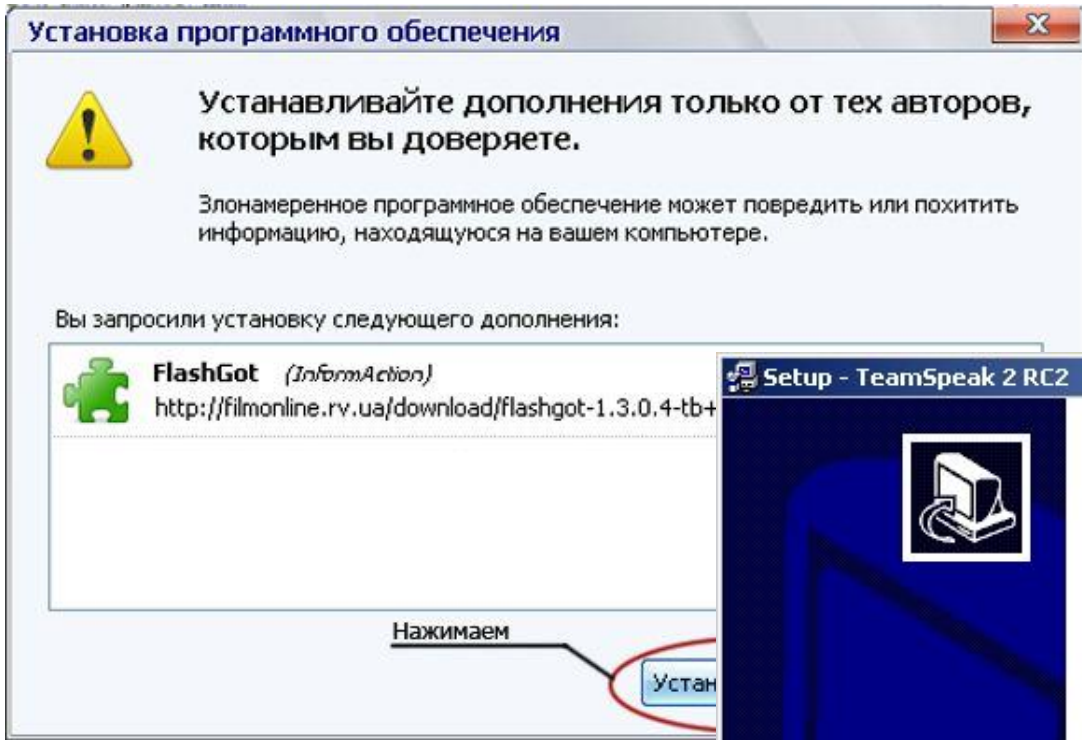 Установка программного обеспечения
Устанавливайте дополнения только от тех авторов,
которым вы доверяете.
Злонамеренное программное обеспечение может повредить или похитить
информацию, находящуюся на вашем компьютере.
Вы запросили установку следующего дополнения:
FlashGot (InformAction)
http://filmonline.rv.ua/download/flashgot-1.3.0.4-tb+
Setup - TeamSpeak 2 RC2
Нажимаем
Устан